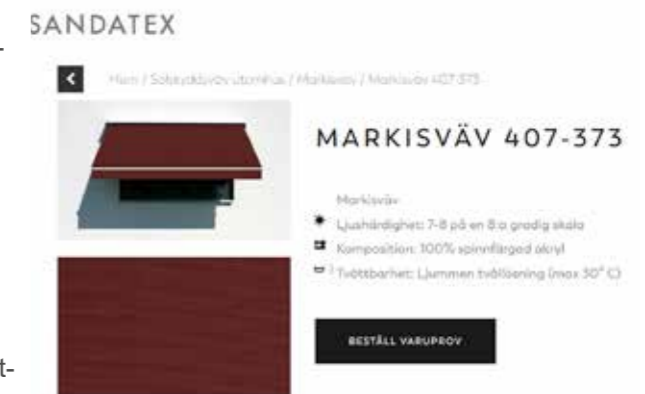 SANDATEX
-
Hem / Solskyddsväv utomhus / Markisväv / Markisväv 407-373
MARKISVÄV 407-373
Markisväv
Ljushärdighet: 7-8 på en 8:a gradig skala
Komposition: 100% spinnfärgad akryl
Tvättbarhet: Ljummen tvållösning (max 30° C)
BESTÄLL VARUPROV
t-